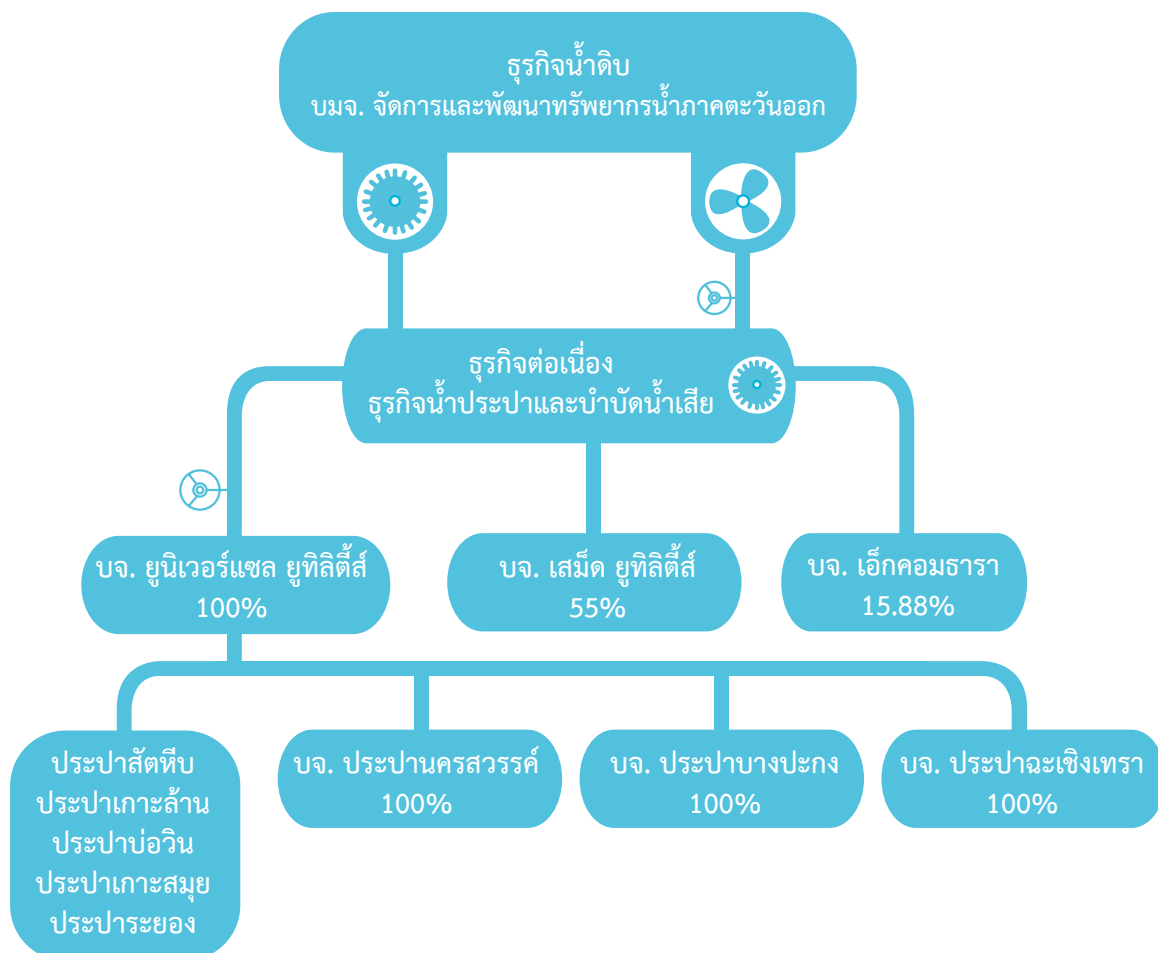 ธุรกิจน้ำดิบ
บมจ. จัดการและพัฒนาทรัพยากรน้ำภาคตะวันออก
ธุรกิจต่อเนื่อง
ธุรกิจน้ำประปาและบำบัดน้ำเสีย
บจ. ยูนิเวอร์แซล ยูทิลิตี้ส์
100%
บจ. เสม็ด ยูทิลิตี้ส์
55%
บจ. เอ็กคอมธารา
15.88%
ประปาสัตหีบ
ประปาเกาะล้าน
ประปาบ่อวิน
ประปาเกาะสมุย
ประปาระยอง
บจ. ประปานครสวรรค์
100%
บจ. ประปาบางปะกง
100%
บจ. ประปาฉะเชิงเทรา
100%